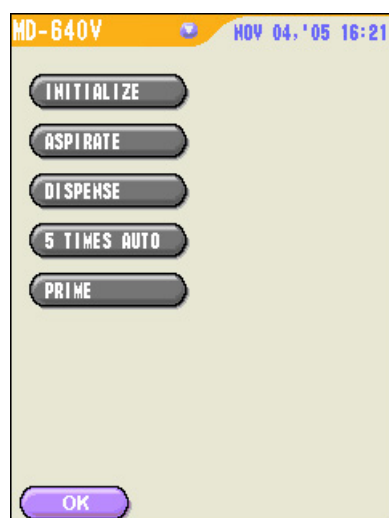 MD-640V NOV 04,'05 16:21
INITIALIZE
ASPIRATE
DISPENSE
5 TIMES AUTO
PRIME
OK